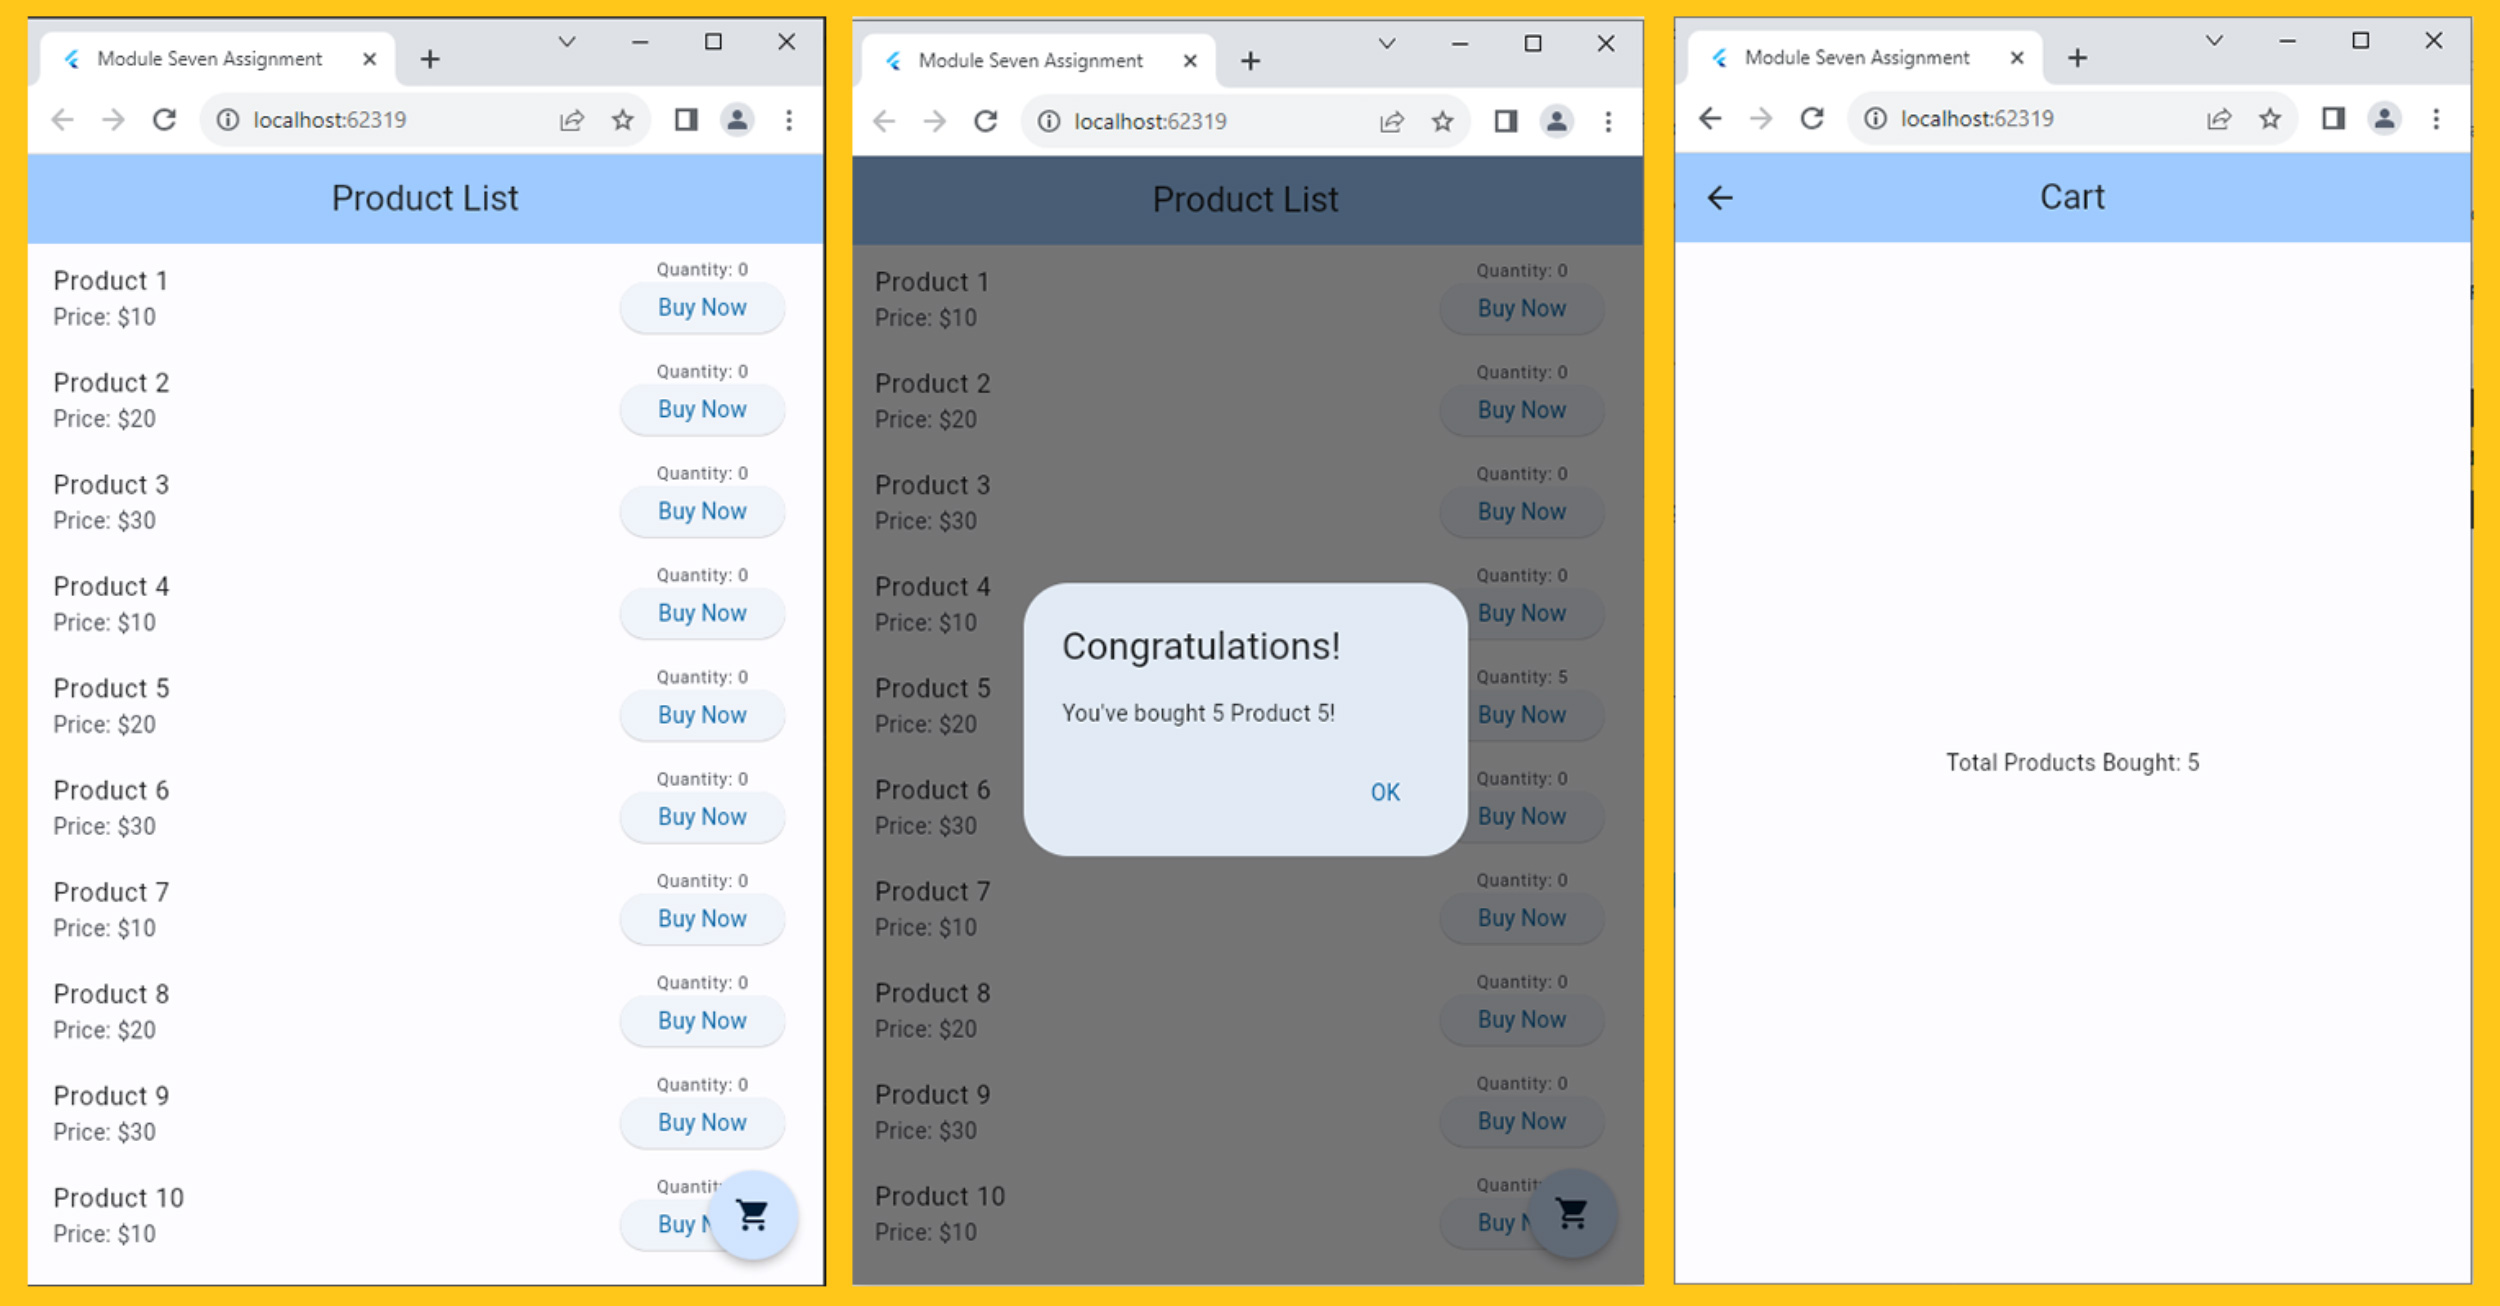 Module Seven Assignment
localhost:62319
Product List
Product 1
Price: $10
Quantity: 0
Buy Now
Product 2
Price: $20
Quantity: 0
Buy Now
Product 3
Price: $30
Quantity: 0
Buy Now
Product 4
Price: $10
Quantity: 0
Buy Now
Product 5
Price: $20
Quantity: 0
Buy Now
Product 6
Price: $30
Quantity: 0
Buy Now
Product 7
Price: $10
Quantity: 0
Buy Now
Product 8
Price: $20
Quantity: 0
Buy Now
Product 9
Price: $30
Quantity: 0
Buy Now
Product 10
Price: $10
Quantit
Buy N
Module Seven Assignment
localhost:62319
Product List
Product 1
Price: $10
Quantity: 0
Buy Now
Product 2
Price: $20
Quantity: 0
Buy Now
Product 3
Price: $30
Quantity: 0
Buy Now
Product 4
Price: $10
Quantity: 0
Buy Now
Product 5
Price: $20
Quantity: 5
Buy Now
Product 6
Price: $30
Quantity: 0
Buy Now
Product 7
Price: $10
Quantity: 0
Buy Now
Product 8
Price: $20
Quantity: 0
Buy Now
Product 9
Price: $30
Quantity: 0
Buy Now
Product 10
Price: $10
Quantit
Buy N
Congratulations!
You've bought 5 Product 5!
OK
Module Seven Assignment
localhost:62319
Cart
Total Products Bought: 5